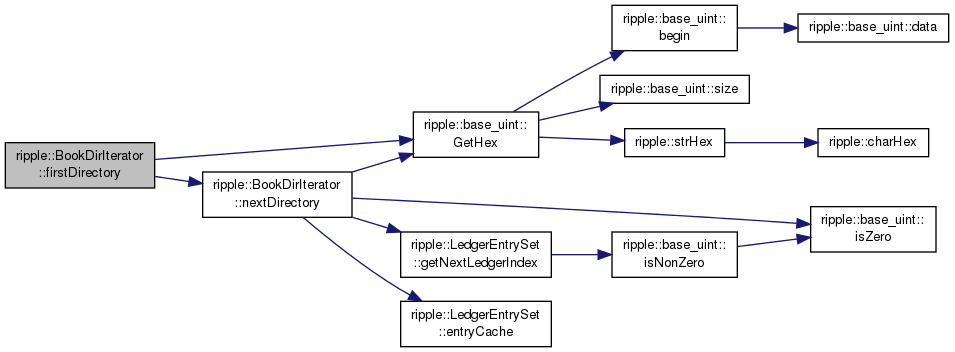 ripple::BookDirIterator
::firstDirectory
ripple::BookDirIterator
::nextDirectory
ripple::base_uint::
GetHex
ripple::LedgerEntrySet
::getNextLedgerIndex
ripple::LedgerEntrySet
::entryCache
ripple::base_uint::
begin
ripple::base_uint::size
ripple::strHex
ripple::base_uint::
isNonZero
ripple::base_uint::data
ripple::charHex
ripple::base_uint::
isZero